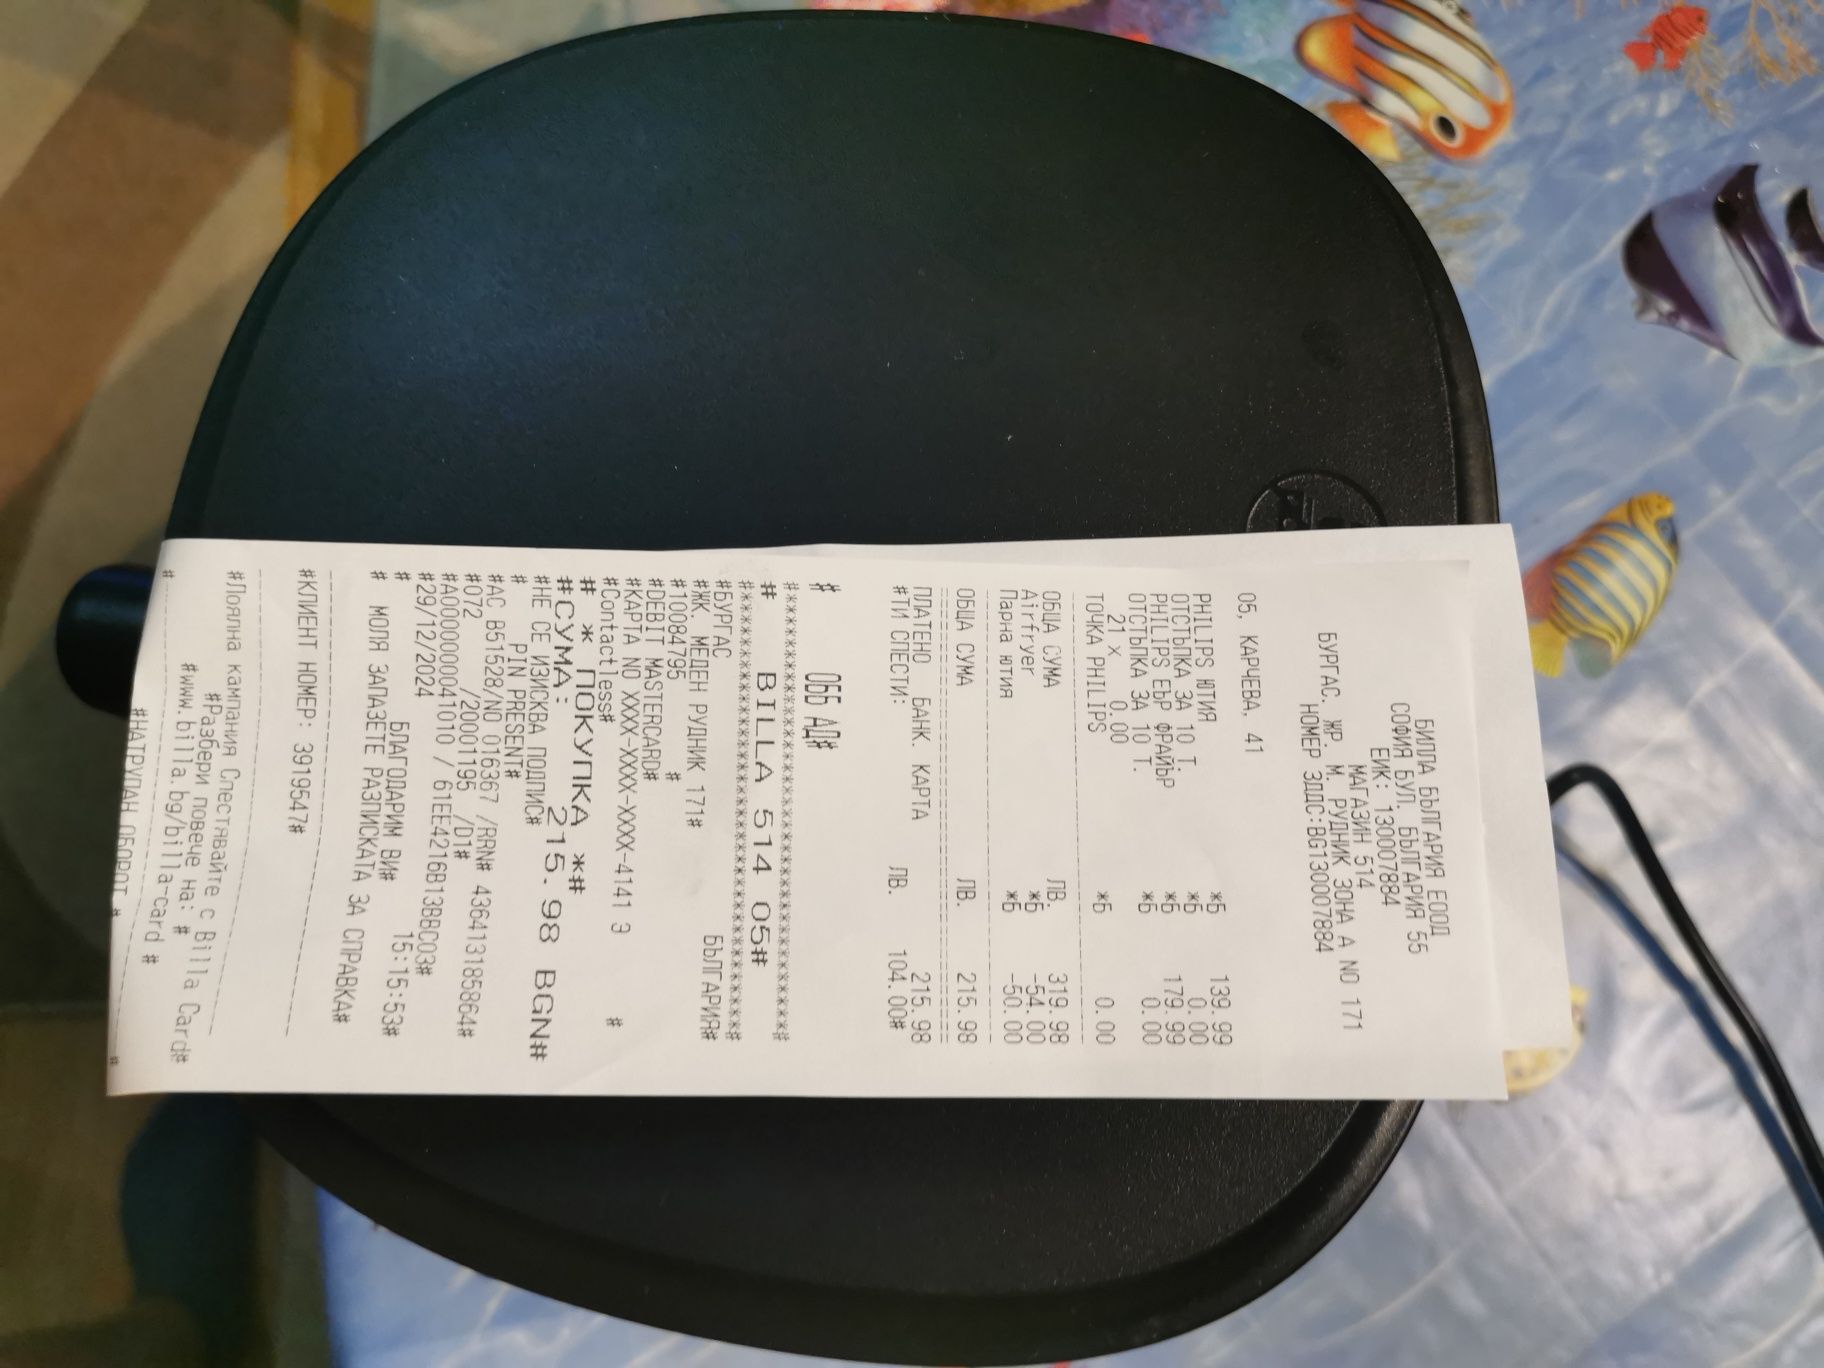 БИЛЛА БЪЛГАРИЯ ЕООД
СОФИЯ БУЛ. БЪЛГАРИЯ 55
ЕИК: 130007884
МАГАЗИН 514
БУРГАС. ЖР. М. РУДНИК ЗОНА А NO 171
НОМЕР ЗДДС:BG130007884
05, КАРЧЕВА, 41
PHILIPS ЮТИЯ *Б 139.99
ОТСТЪПКА ЗА 10 Т. *Б 0.00
PHILIPS ЕЪР ФРАЙЪР *Б 179.99
ОТСТЪПКА ЗА 10 Т. *Б 0.00
21 x 0.00
ТОЧКА PHILIPS *Б 0.00
ОБЩА СУМА ЛВ. 319.98
Airfryer *Б -54.00
Парна ютия *Б -50.00
ОБЩА СУМА ЛВ. 215.98
ПЛАТЕНО БАНК. КАРТА 215.98
#ТИ СПЕСТИ: ЛВ. 104.00#
# ОББ АД#
# BILLA 514 05#
#БУРГАС БЪЛГАРИЯ#
#ЖК. МЕДЕН РУДНИК 171#
#10084795 #
#DEBIT MASTERCARD#
#КАРТА NO XXXX-XXXX-XXXX-4141 3 #
#Contactless#
# * ПОКУПКА *#
#СУМА: 215.98 BGN#
#НЕ СЕ ИЗИСКВА ПОДПИС#
# PIN PRESENT#
#AC B51528/NO 016367 /RRN# 436413185864#
#072 /20001195 /D1#
#A0000000041010 / 61EE4216B13BBC03#
#29/12/2024 15:15:53#
# БЛАГОДАРИМ ВИ#
# МОЛЯ ЗАПАЗЕТЕ РАЗПИСКАТА ЗА СПРАВКА#
#КЛИЕНТ НОМЕР: 3919547#
#Лоялна кампания Спестявайте с Billa Card#
#Разбери повече на: #
#www.billa.bg/billa-card #
#НАТРУПАН ОБОРОТ #